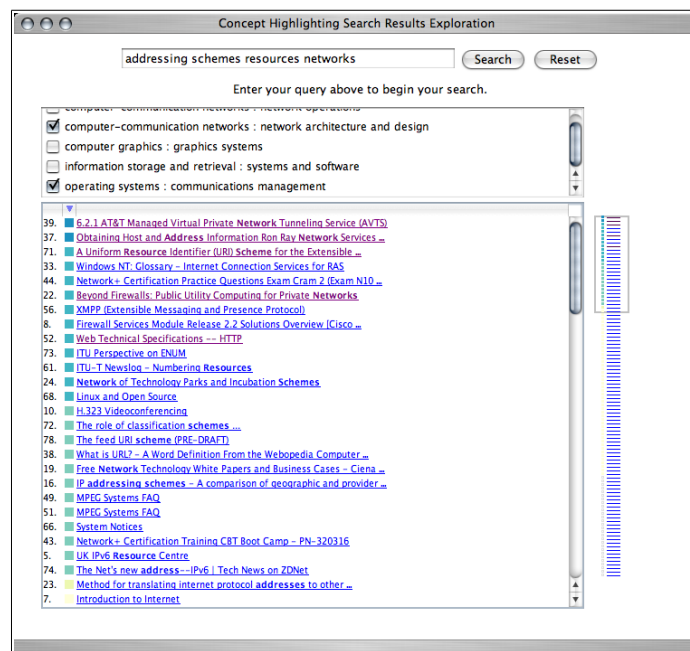 Concept Highlighting Search Results Exploration
addressing schemes resources networks Search Reset
Enter your query above to begin your search.
computer-communication networks : network operations
computer-communication networks : network architecture and design
computer graphics : graphics systems
information storage and retrieval : systems and software
operating systems : communications management
39. 6.2.1 AT&T Managed Virtual Private Network Tunneling Service (AVTS)
37. Obtaining Host and Address Information Ron Ray Network Services ...
71. A Uniform Resource Identifier (URI) Scheme for the Extensible ...
33. Windows NT: Glossary - Internet Connection Services for RAS
44. Network+ Certification Practice Questions Exam Cram 2 (Exam N10 ...
22. Beyond Firewalls: Public Utility Computing for Private Networks
56. XMPP (Extensible Messaging and Presence Protocol)
8. Firewall Services Module Release 2.2 Solutions Overview [Cisco ...
52. Web Technical Specifications -- HTTP
73. ITU Perspective on ENUM
61. ITU-T Newslog - Numbering Resources
24. Network of Technology Parks and Incubation Schemes
68. Linux and Open Source
10. H.323 Videoconferencing
72. The role of classification schemes ...
78. The feed URI scheme (PRE-DRAFT)
38. What is URL? - A Word Definition From the Webopedia Computer ...
19. Free Network Technology White Papers and Business Cases - Ciena ...
16. IP addressing schemes - A comparison of geographic and provider ...
49. MPEG Systems FAQ
51. MPEG Systems FAQ
66. System Notices
43. Network+ Certification Training CBT Boot Camp - PN-320316
5. UK IPv6 Resource Centre
74. The Net's new address--IPv6 | Tech News on ZDNet
23. Method for translating internet protocol addresses to other ...
7. Introduction to Internet